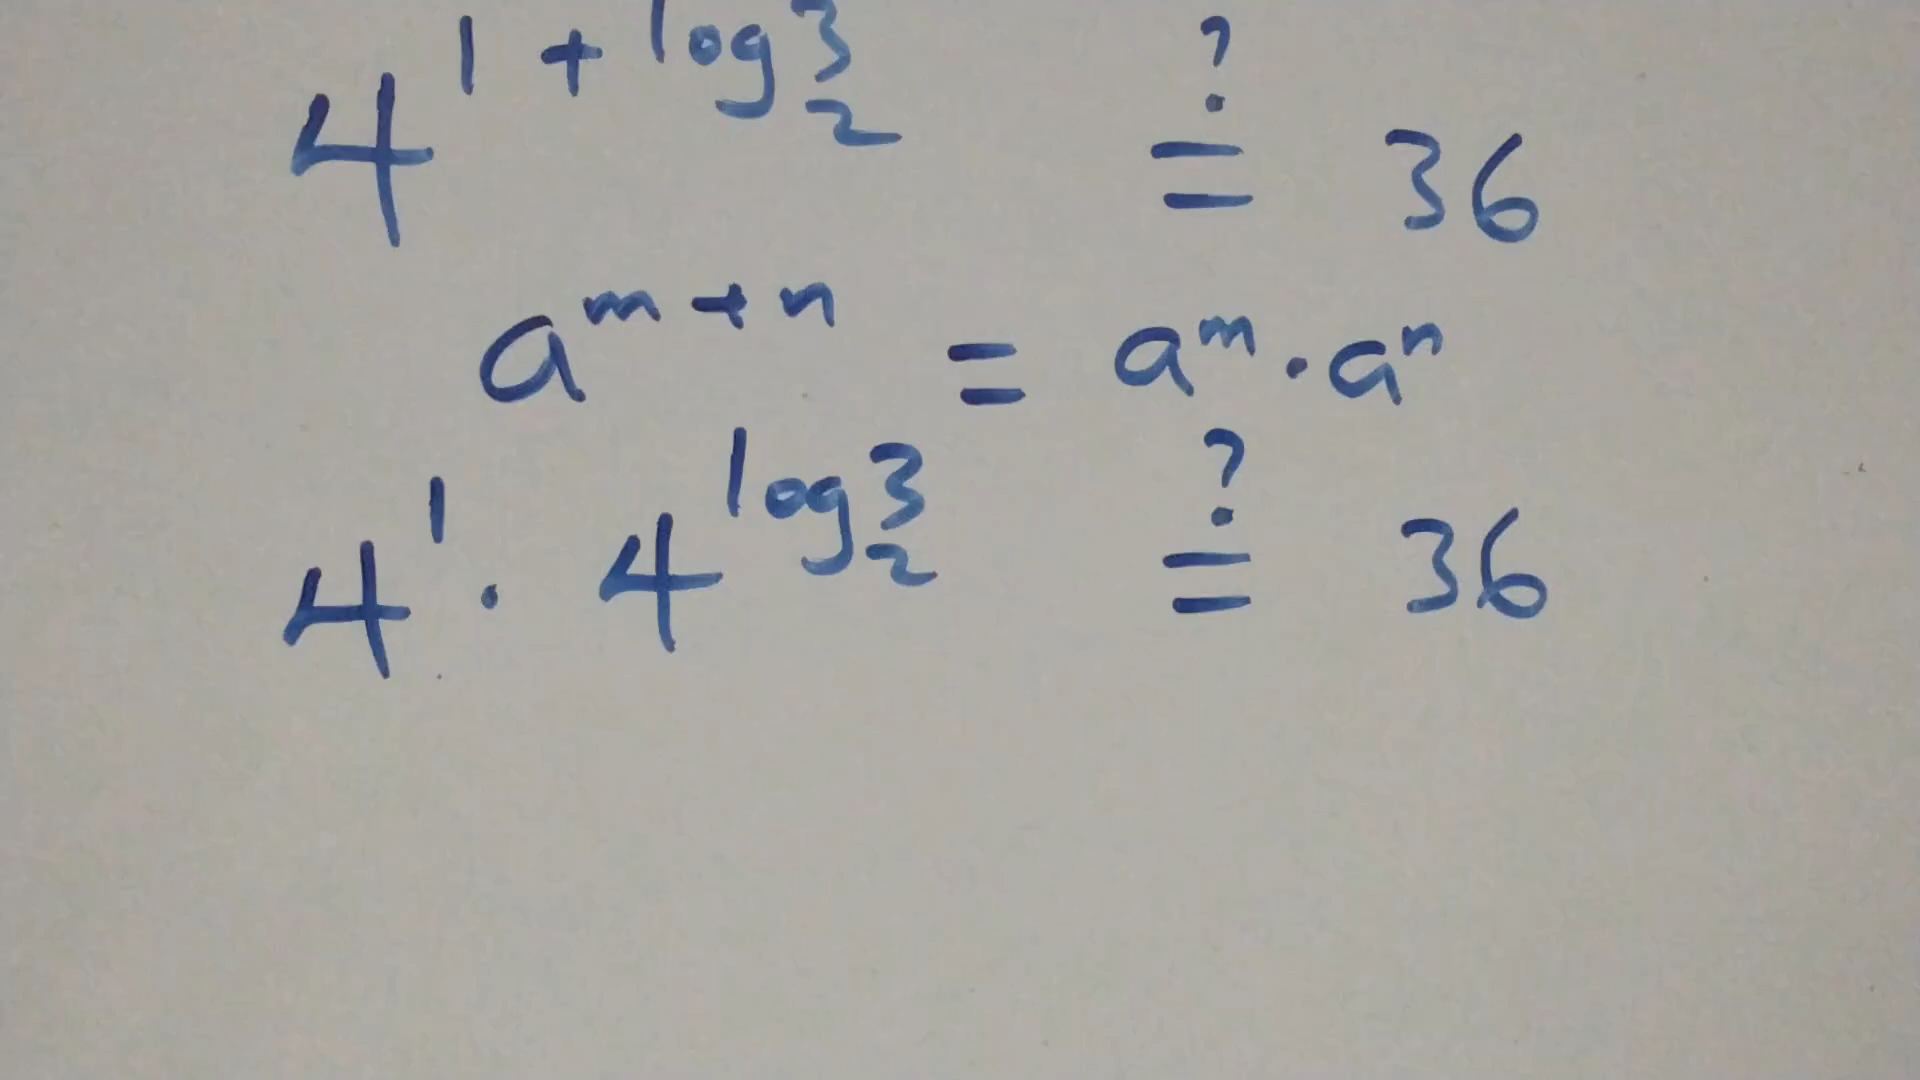 4^{1 + log_2 3} ≟ 36
a^{m + n} = a^m · a^n
4^1 · 4^{log_2 3} ≟ 36